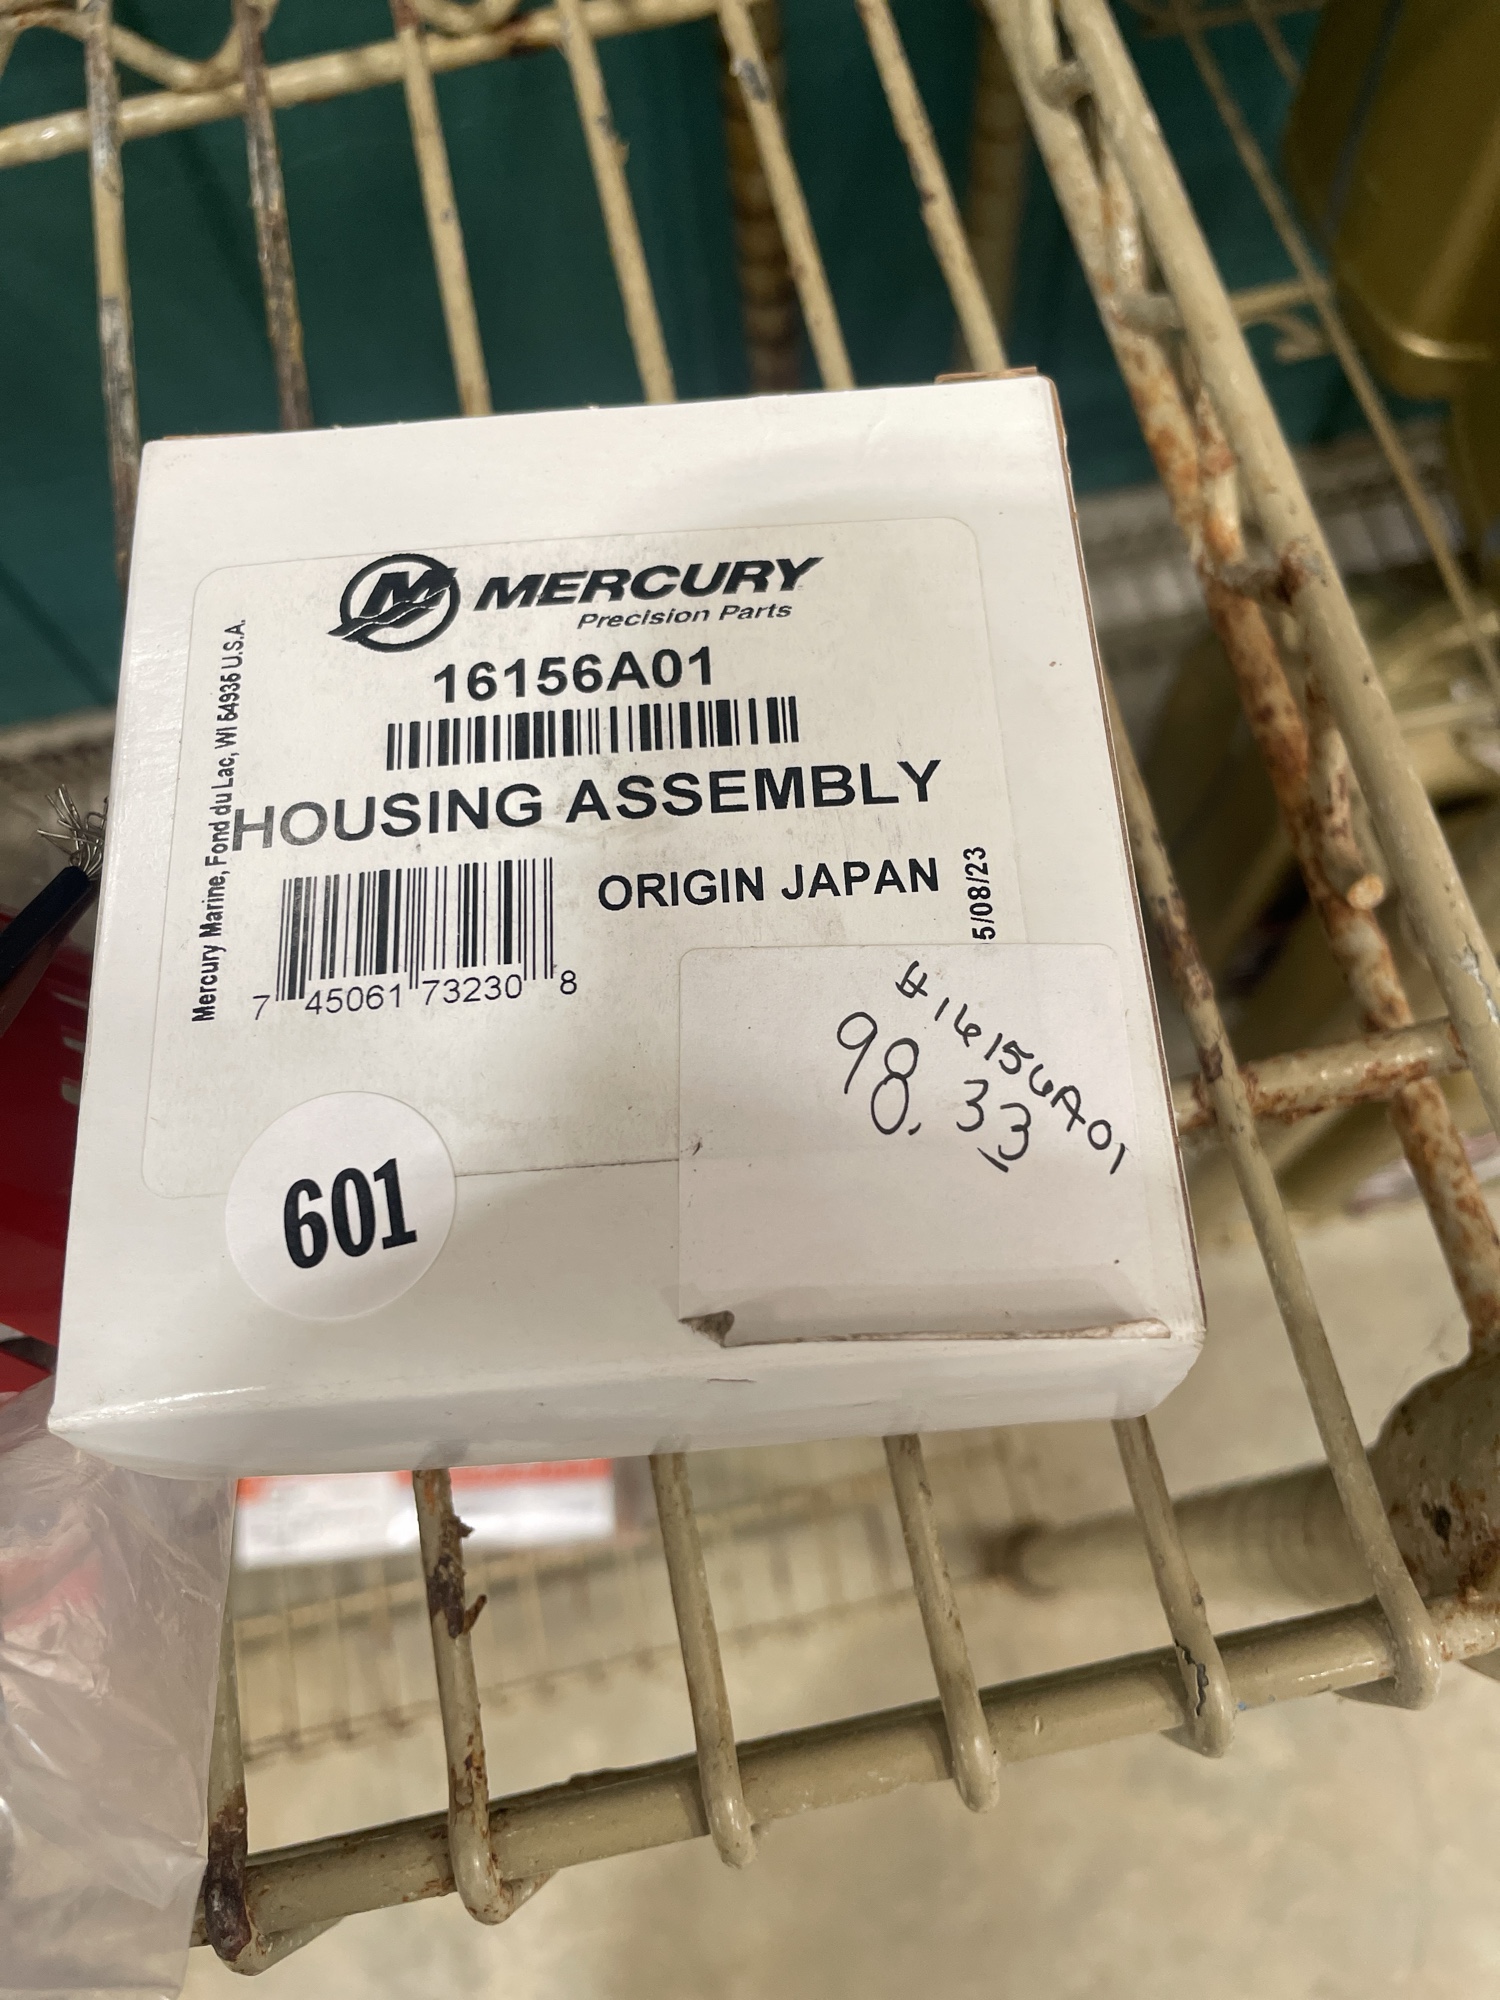 MERCURY
Precision Parts
16156A01
HOUSING ASSEMBLY
ORIGIN JAPAN
7 45061 73230 8
Mercury Marine, Fond du Lac, WI 54935 U.S.A.
5/08/23
#16156A01
98.33
601